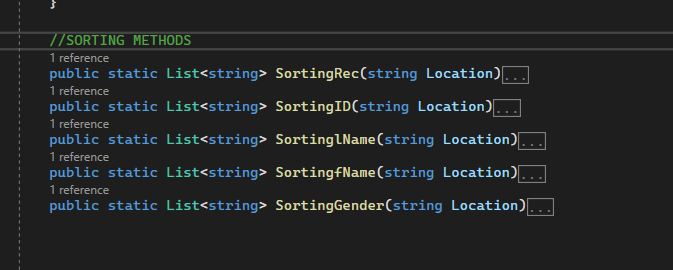 }
//SORTING METHODS
1 reference
public static List<string> SortingRec(string Location)...
1 reference
public static List<string> SortingID(string Location)...
1 reference
public static List<string> SortinglName(string Location)...
1 reference
public static List<string> SortingfName(string Location)...
1 reference
public static List<string> SortingGender(string Location)...